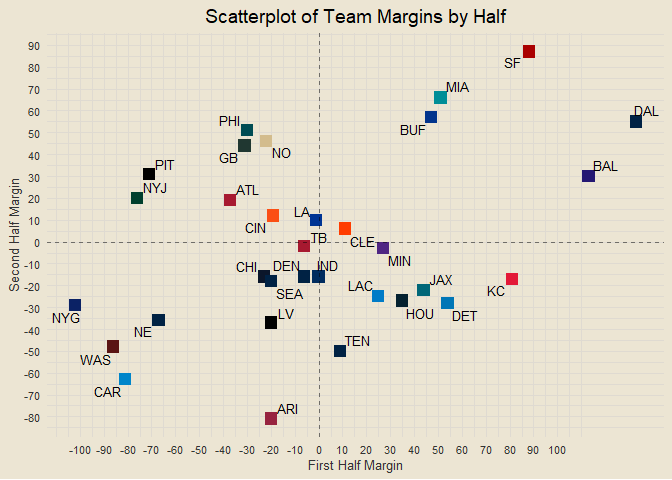 Scatterplot of Team Margins by Half
90
80
70
60
50
40
30
20
10
0
-10
-20
-30
-40
-50
-60
-70
-80
Second Half Margin
SF
MIA
DAL
BUF
PHI
NO
GB
BAL
PIT
NYJ
ATL
LA
CIN
TB
CLE
MIN
CHI
DEN
IND
SEA
LAC
JAX
KC
HOU
DET
NYG
NE
LV
TEN
WAS
CAR
ARI
-100 -90 -80 -70 -60 -50 -40 -30 -20 -10 0 10 20 30 40 50 60 70 80 90 100
First Half Margin